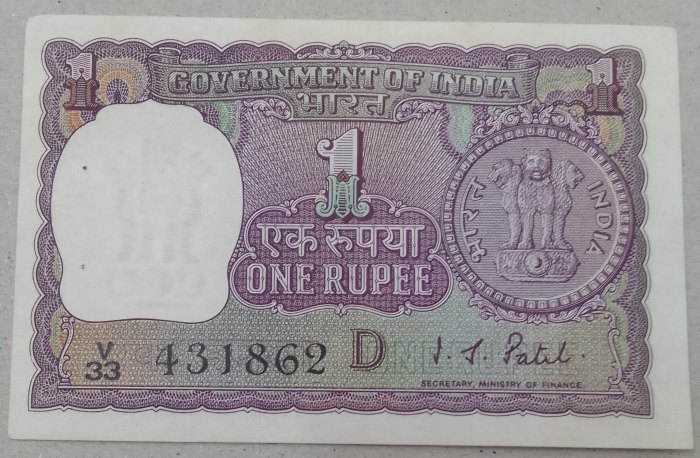 1 GOVERNMENT OF INDIA 1
भारत
1
भारत INDIA
एक रुपया
ONE RUPEE
V/33 431862 D I. G. Patel.
SECRETARY, MINISTRY OF FINANCE